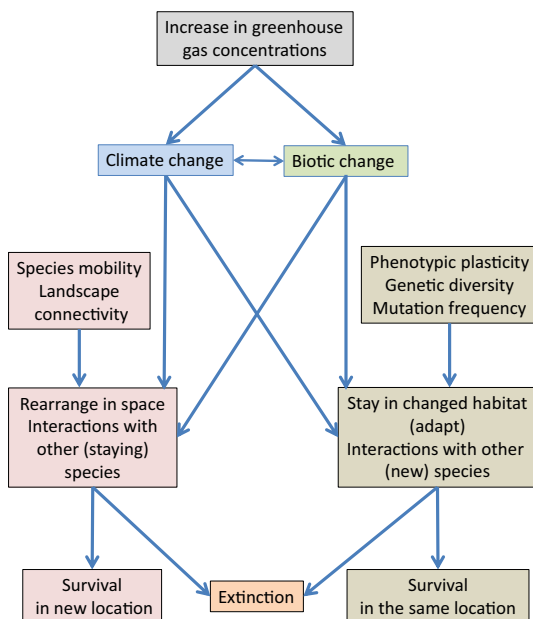 Increase in greenhouse
gas concentrations
Climate change
Biotic change
Species mobility
Landscape
connectivity
Phenotypic plasticity
Genetic diversity
Mutation frequency
Rearrange in space
Interactions with
other (staying)
species
Stay in changed habitat
(adapt)
Interactions with other
(new) species
Survival
in new location
Extinction
Survival
in the same location